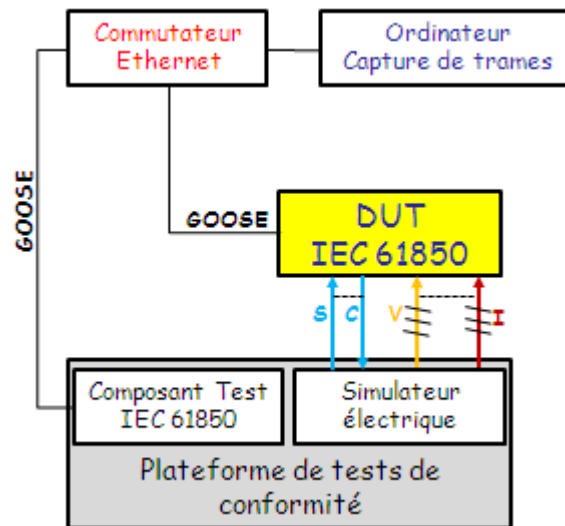 Commutateur
Ethernet
Ordinateur
Capture de trames
GOOSE
GOOSE
DUT
IEC 61850
S
C
V
I
Composant Test
IEC 61850
Simulateur
électrique
Plateforme de tests de
conformité